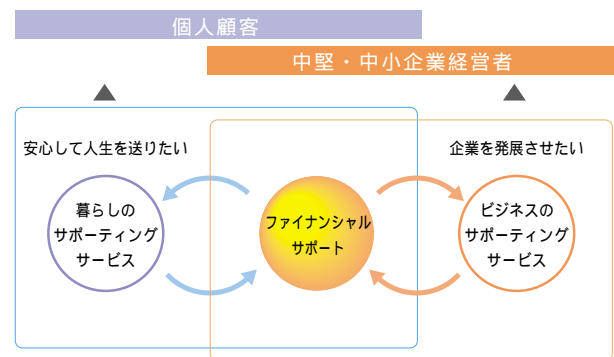 個人顧客
中堅・中小企業経営者
安心して人生を送りたい
企業を発展させたい
暮らしの
サポーティング
サービス
ファイナンシャル
サポート
ビジネスの
サポーティング
サービス